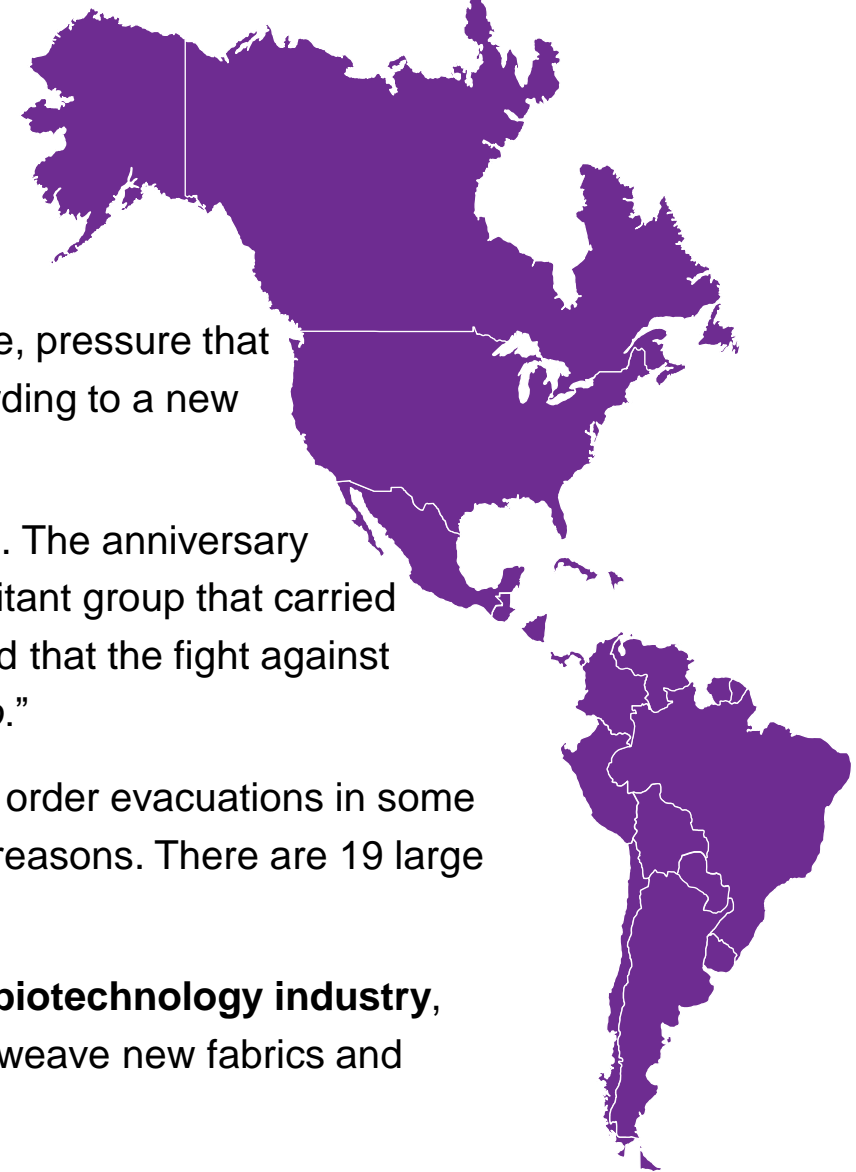 e, pressure that
rding to a new
. The anniversary
itant group that carried
d that the fight against
.”
order evacuations in some
reasons. There are 19 large
biotechnology industry,
weave new fabrics and